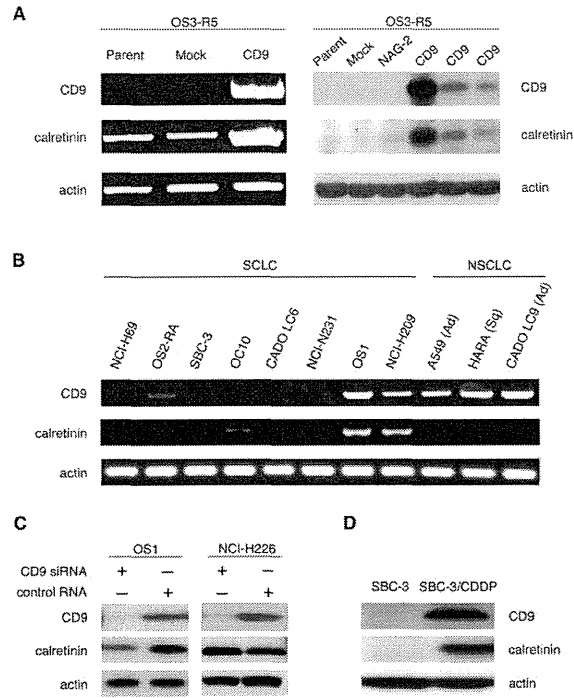 A
OS3-R5
OS3-R5
Parent Mock CD9
Parent Mock NAG-2 CD9 CD9 CD9
CD9
CD9
calretinin
calretinin
actin
actin
B
SCLC
NSCLC
NCI-H69 OS2-RA SBC-3 OC10 CADO LC6 NCI-N231 OS1 NCI-H209 A549 (Ad) HARA (Sq) CADO LC9 (Ad)
CD9
calretinin
actin
C
OS1
NCI-H226
CD9 siRNA + − + −
control RNA − + − +
CD9
calretinin
actin
D
SBC-3 SBC-3/CDDP
CD9
calretinin
actin